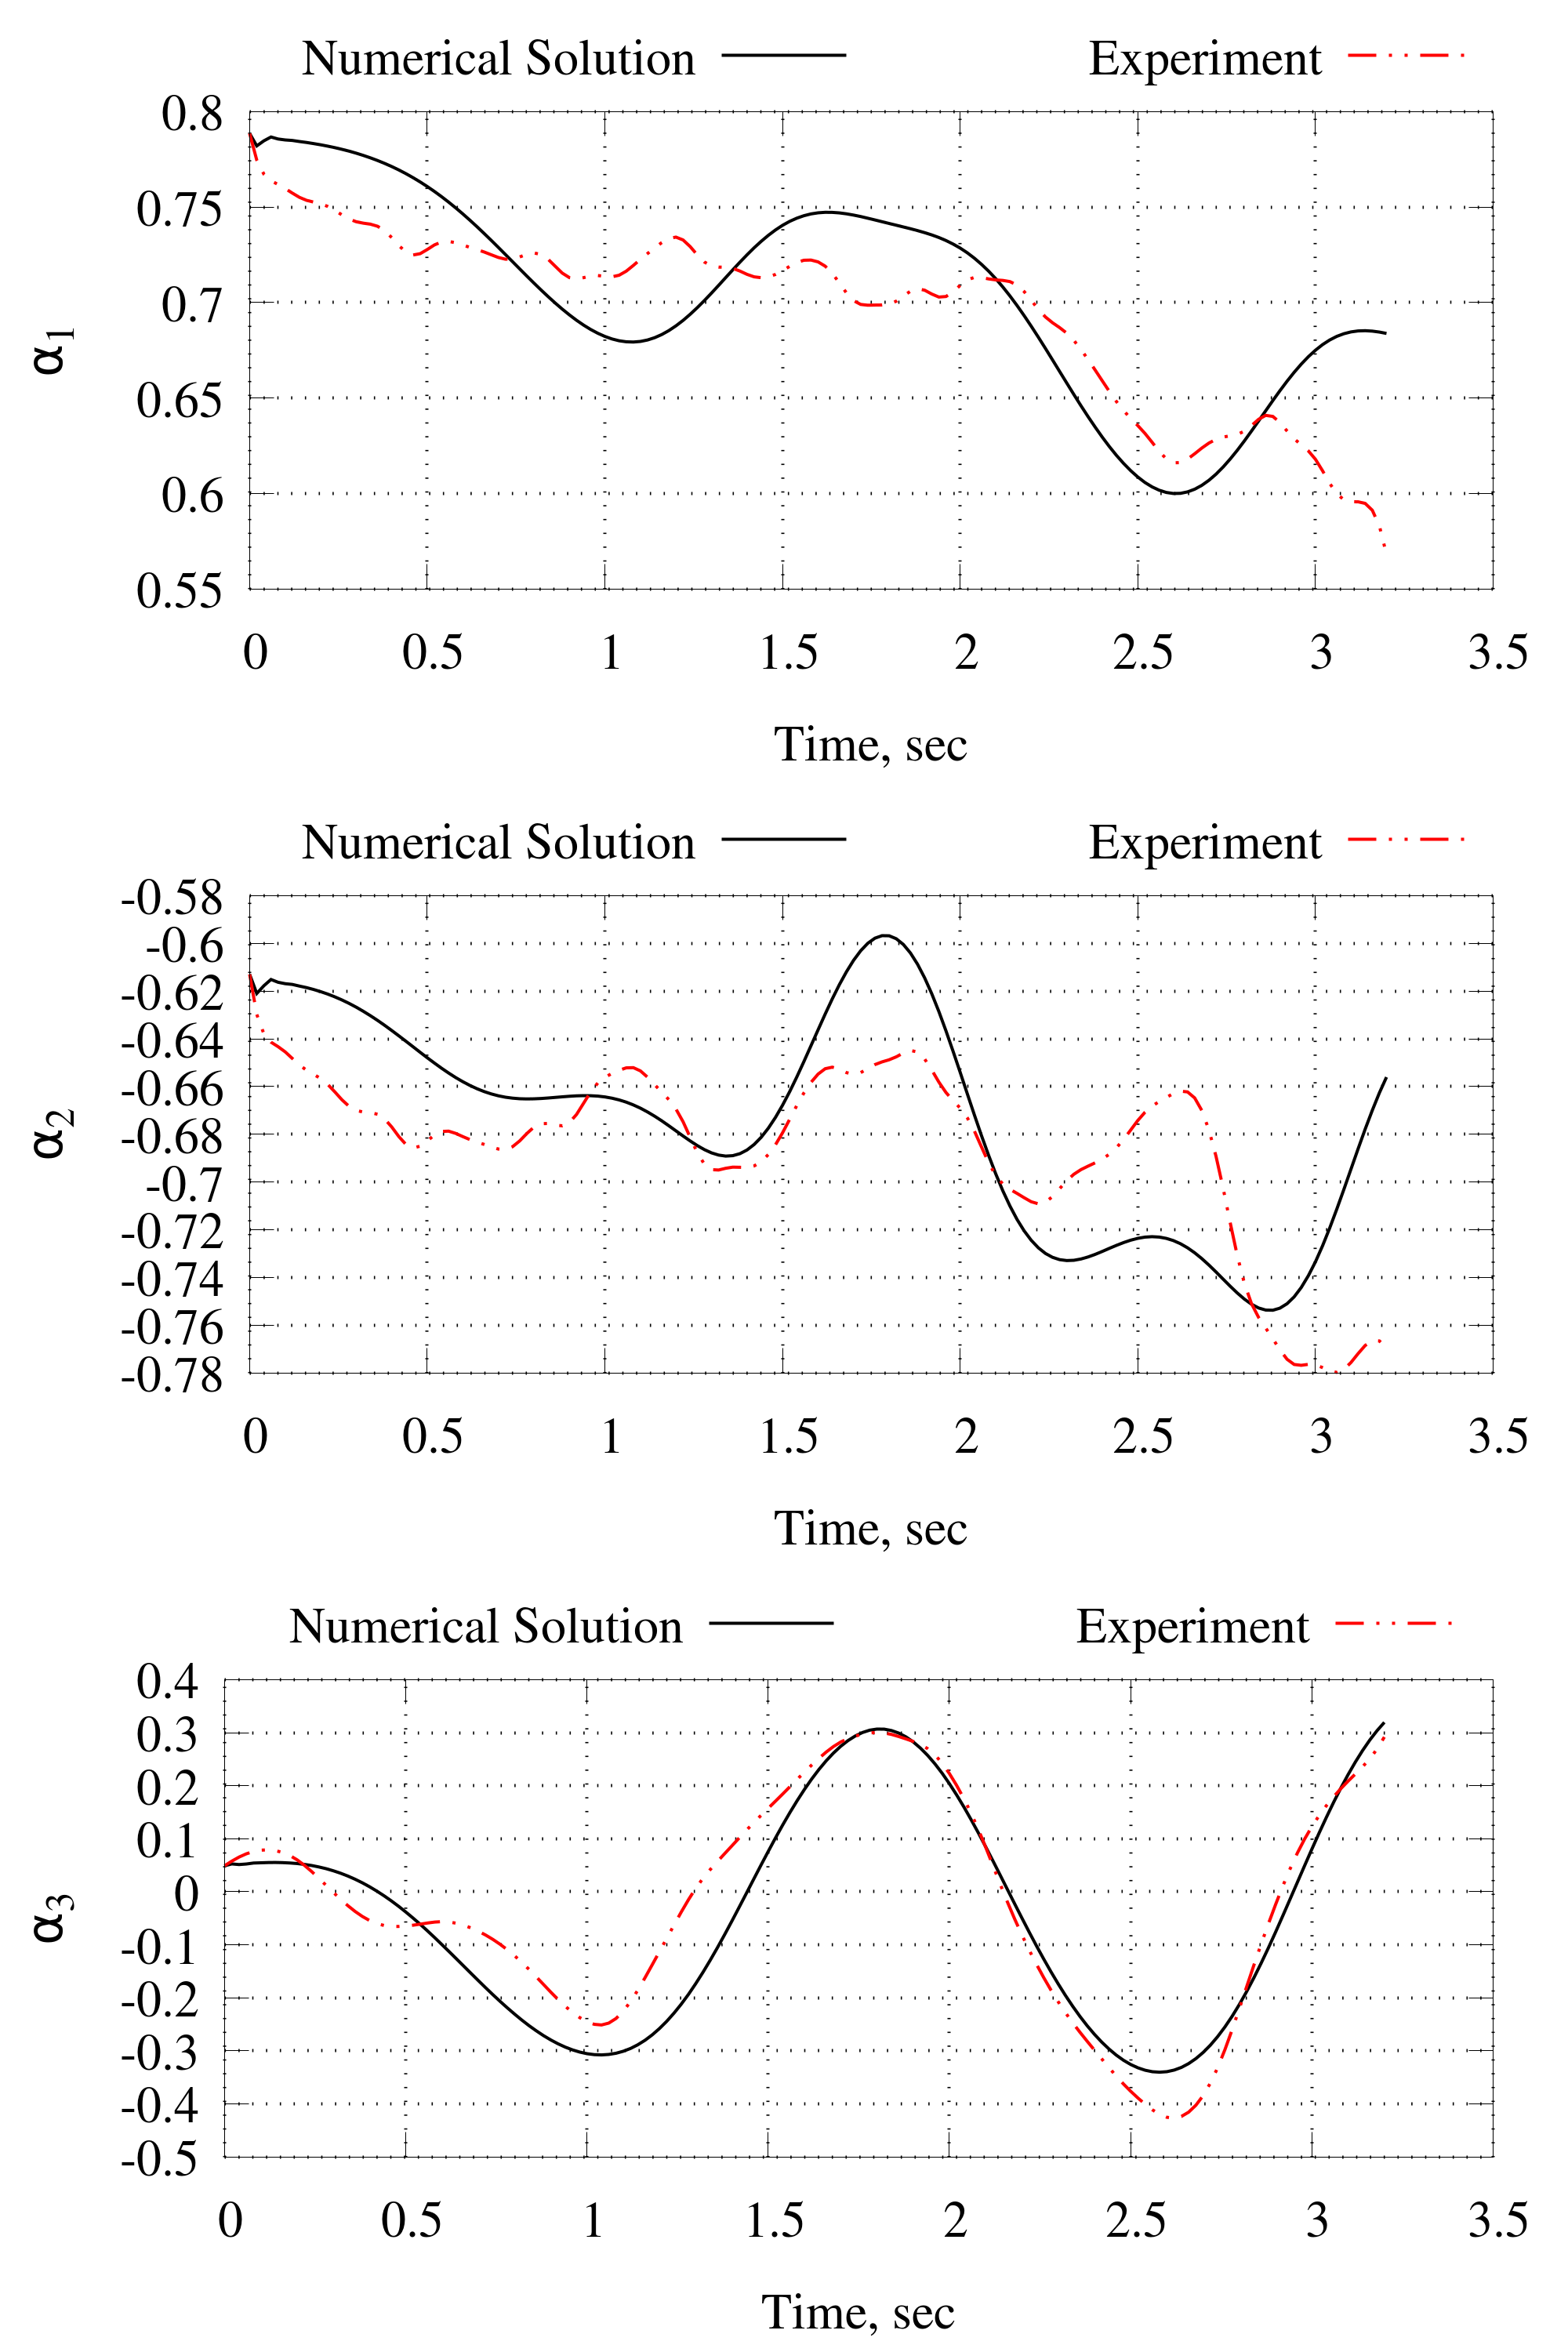 Numerical Solution Experiment
0.8
0.75
0.7
0.65
0.6
0.55
α1
0 0.5 1 1.5 2 2.5 3 3.5
Time, sec
Numerical Solution Experiment
-0.58
-0.6
-0.62
-0.64
-0.66
-0.68
-0.7
-0.72
-0.74
-0.76
-0.78
α2
0 0.5 1 1.5 2 2.5 3 3.5
Time, sec
Numerical Solution Experiment
0.4
0.3
0.2
0.1
0
-0.1
-0.2
-0.3
-0.4
-0.5
α3
0 0.5 1 1.5 2 2.5 3 3.5
Time, sec